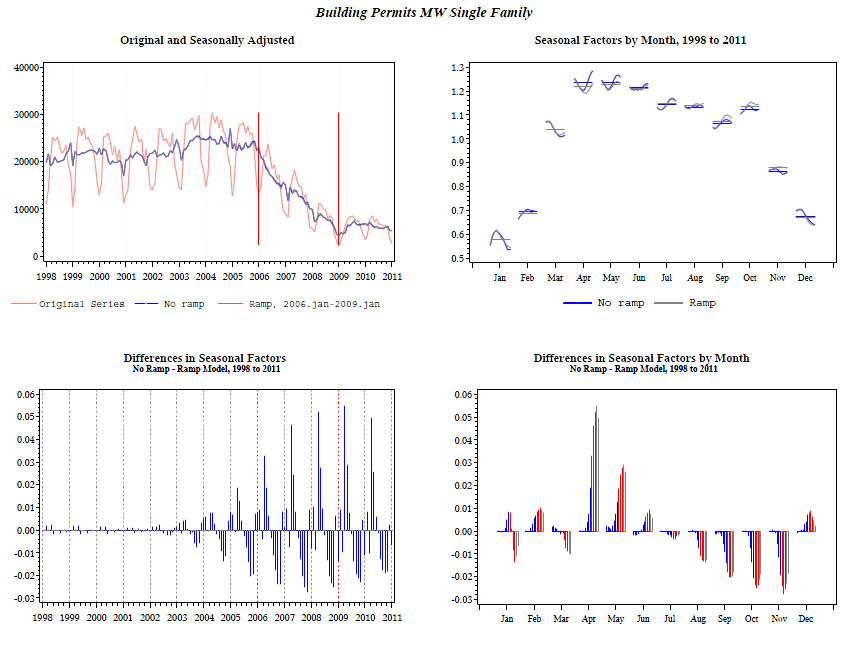 Building Permits MW Single Family
Original and Seasonally Adjusted
40000
30000
20000
10000
0
1998 1999 2000 2001 2002 2003 2004 2005 2006 2007 2008 2009 2010 2011
Original Series No ramp Ramp, 2006.jan-2009.jan
Seasonal Factors by Month, 1998 to 2011
1.3
1.2
1.1
1.0
0.9
0.8
0.7
0.6
0.5
Jan Feb Mar Apr May Jun Jul Aug Sep Oct Nov Dec
No ramp Ramp
Differences in Seasonal Factors
No Ramp - Ramp Model, 1998 to 2011
0.06
0.05
0.04
0.03
0.02
0.01
0.00
-0.01
-0.02
-0.03
1998 1999 2000 2001 2002 2003 2004 2005 2006 2007 2008 2009 2010 2011
Differences in Seasonal Factors by Month
No Ramp - Ramp Model, 1998 to 2011
0.06
0.05
0.04
0.03
0.02
0.01
0.00
-0.01
-0.02
-0.03
Jan Feb Mar Apr May Jun Jul Aug Sep Oct Nov Dec